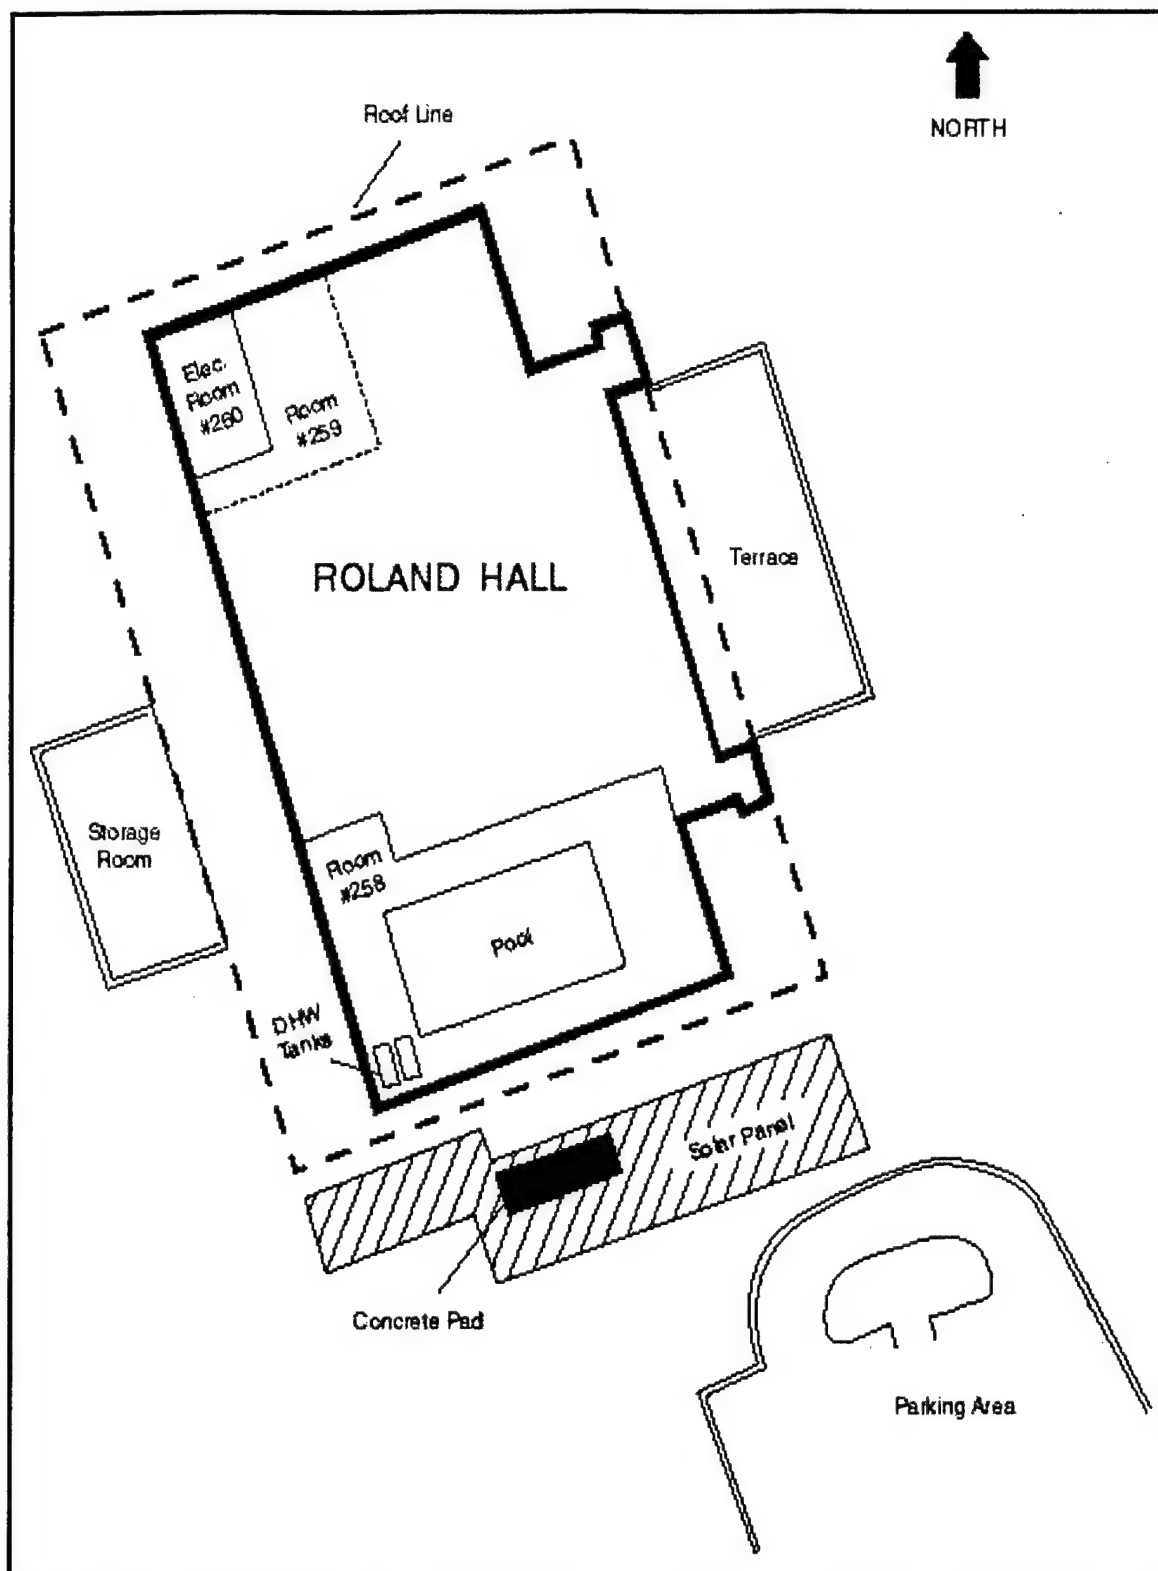 Roof Line
NORTH
Elec.
Room
#260
Room
#259
ROLAND HALL
Terrace
Storage
Room
Room
#258
Pool
DHW
Tanks
Solar Panel
Concrete Pad
Parking Area